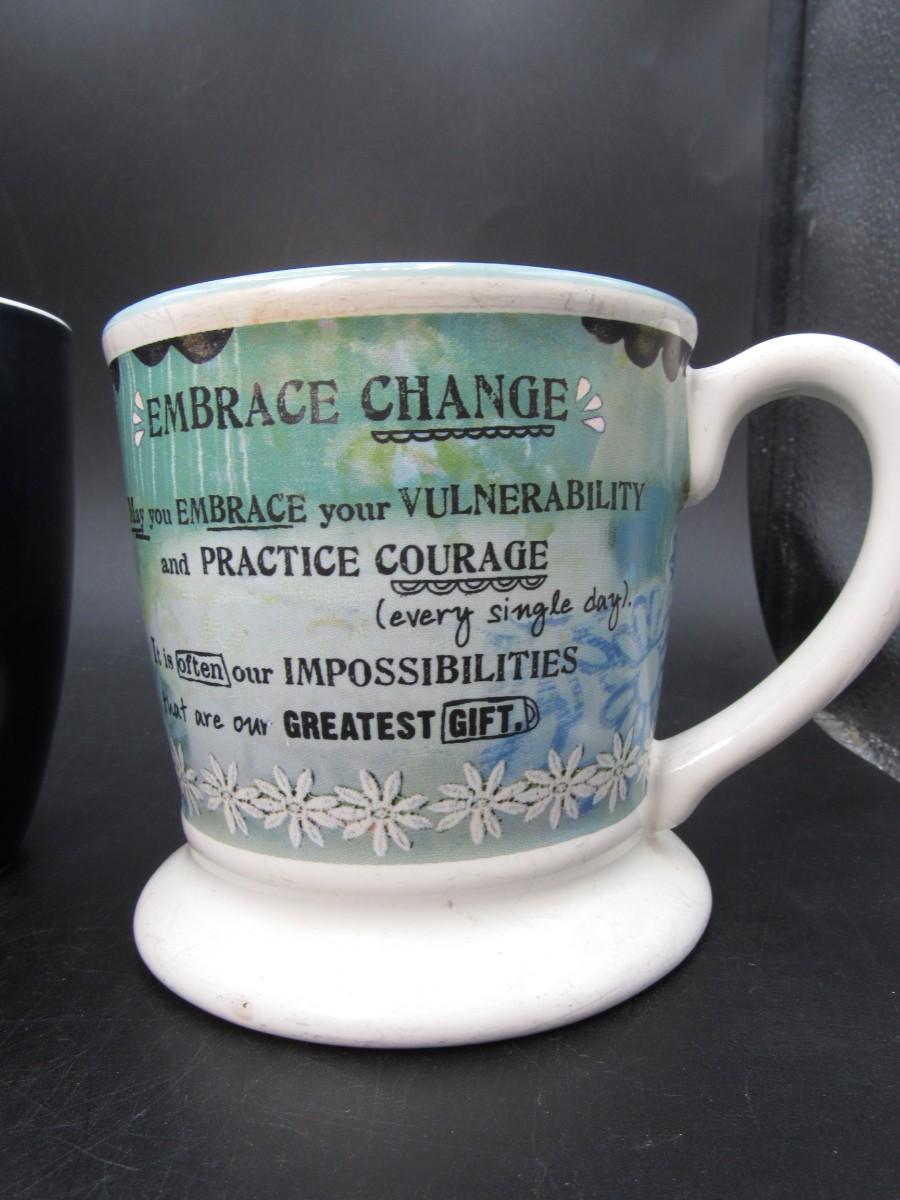 EMBRACE CHANGE
May you EMBRACE your VULNERABILITY
and PRACTICE COURAGE
(every single day).
It is often our IMPOSSIBILITIES
that are our GREATEST GIFT.